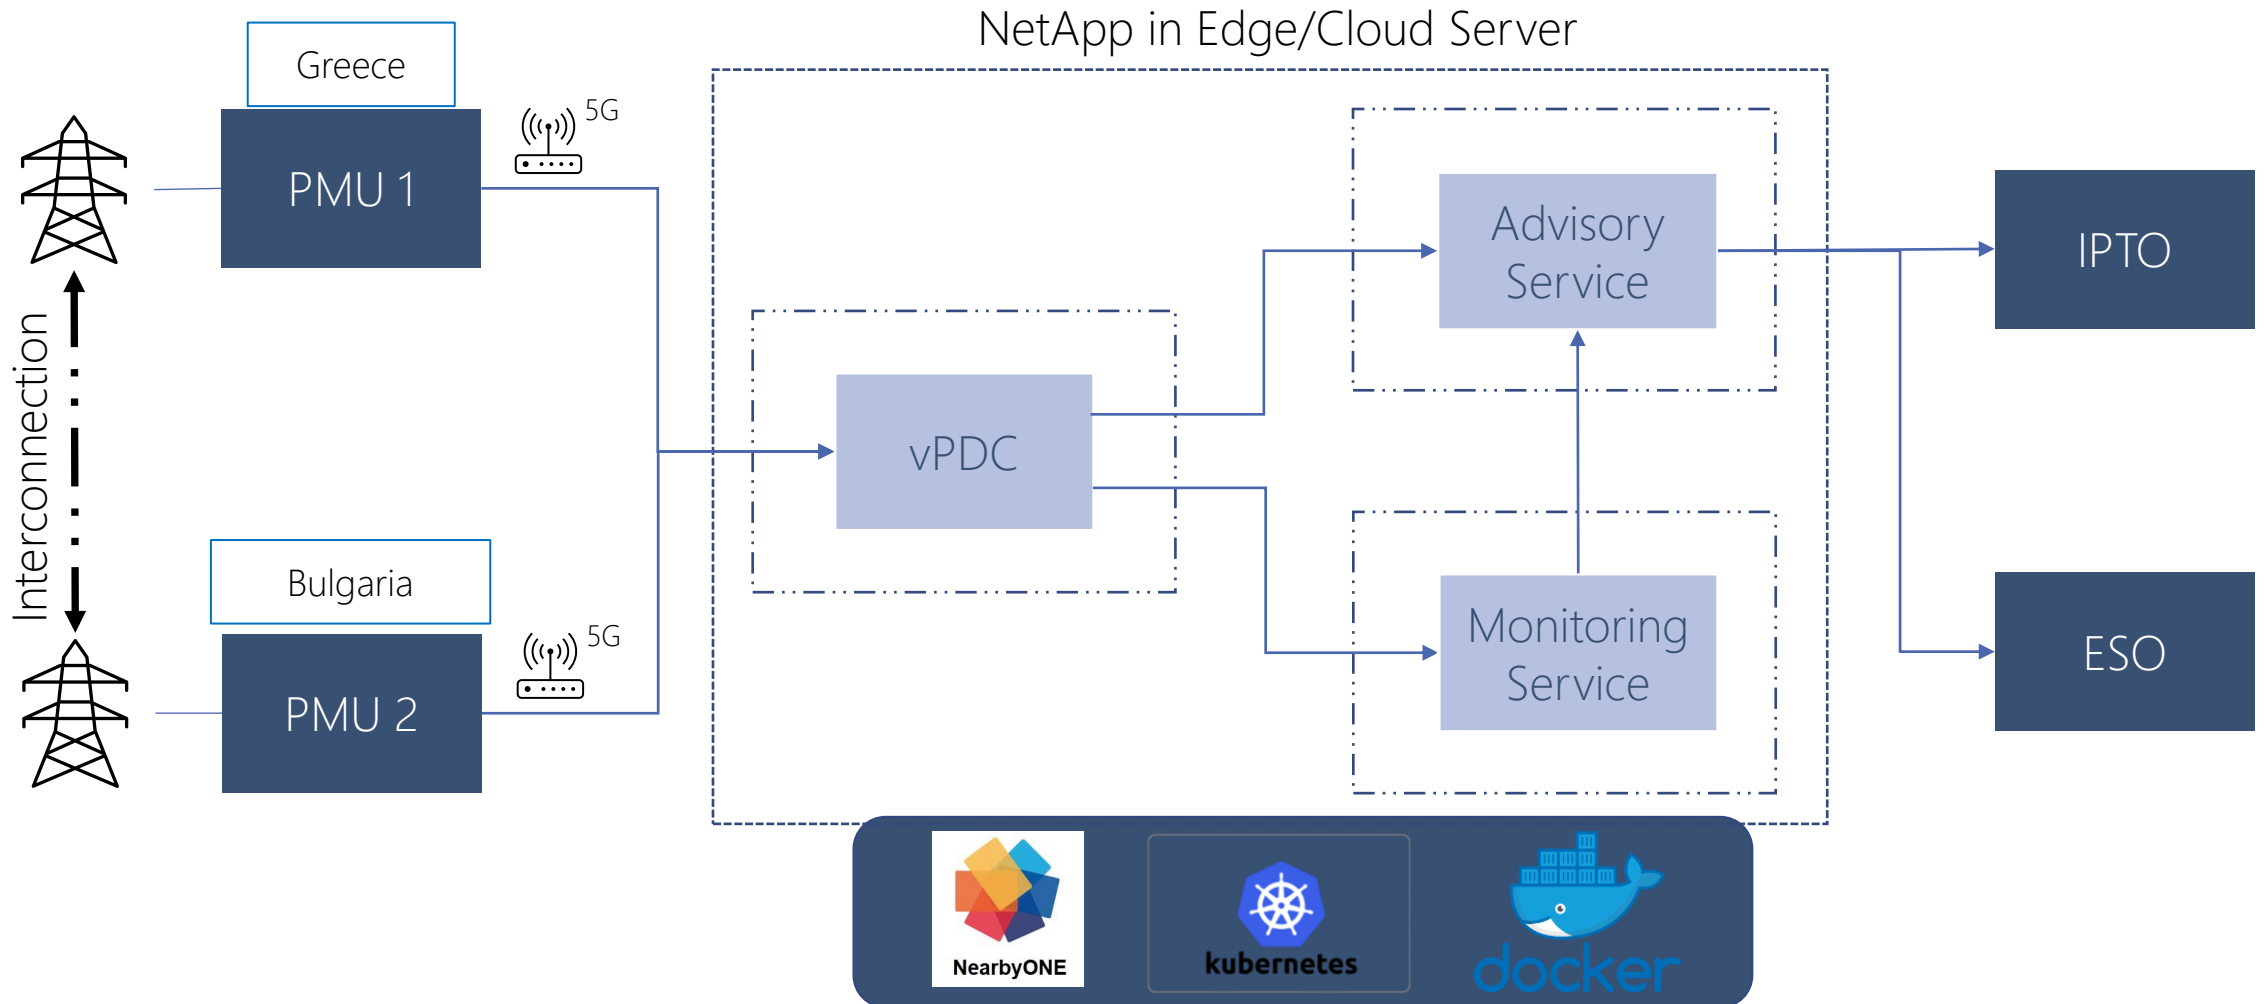 NetApp in Edge/Cloud Server
Greece
PMU 1
5G
Interconnection
Bulgaria
PMU 2
5G
vPDC
Advisory
Service
Monitoring
Service
IPTO
ESO
NearbyONE
kubernetes
docker